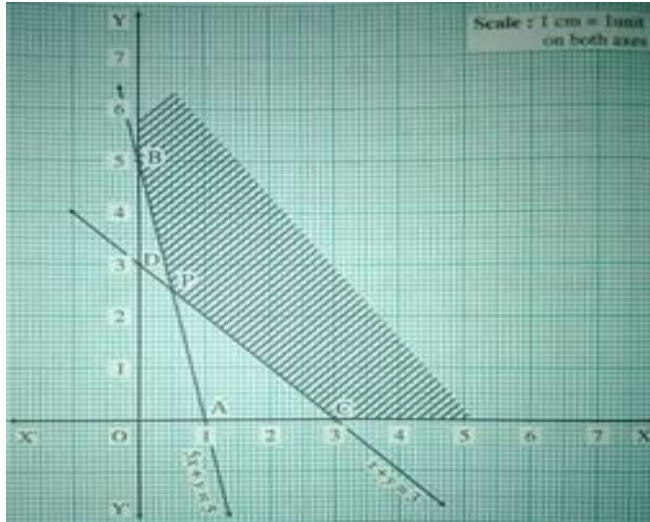 Y
Scale : 1 cm = 1unit
on both axes
7
t
6
5 B
4
3 D
P
2
1
A
C
X' O 1 2 3 4 5 6 7 X
5x+y=5
x+y=3
Y'